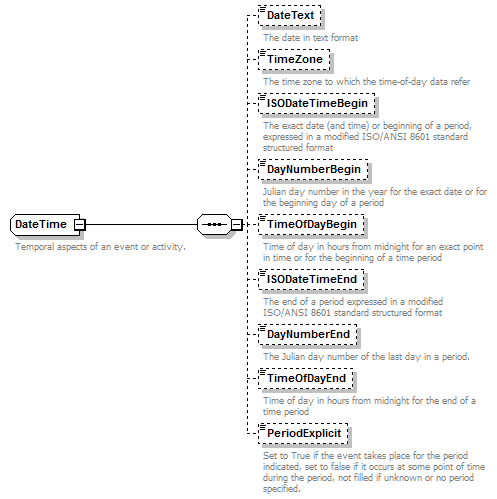 DateText
The date in text format
TimeZone
The time zone to which the time-of-day data refer
ISODateTimeBegin
The exact date (and time) or beginning of a period,
expressed in a modified ISO/ANSI 8601 standard
structured format
DayNumberBegin
Julian day number in the year for the exact date or for
the beginning day of a period
DateTime
Temporal aspects of an event or activity.
TimeOfDayBegin
Time of day in hours from midnight for an exact point
in time or for the beginning of a time period
ISODateTimeEnd
The end of a period expressed in a modified
ISO/ANSI 8601 standard structured format
DayNumberEnd
The Julian day number of the last day in a period.
TimeOfDayEnd
Time of day in hours from midnight for the end of a
time period
PeriodExplicit
Set to True if the event takes place for the period
indicated, set to false if it occurs at some point of time
during the period, not filled if unknown or no period
specified.